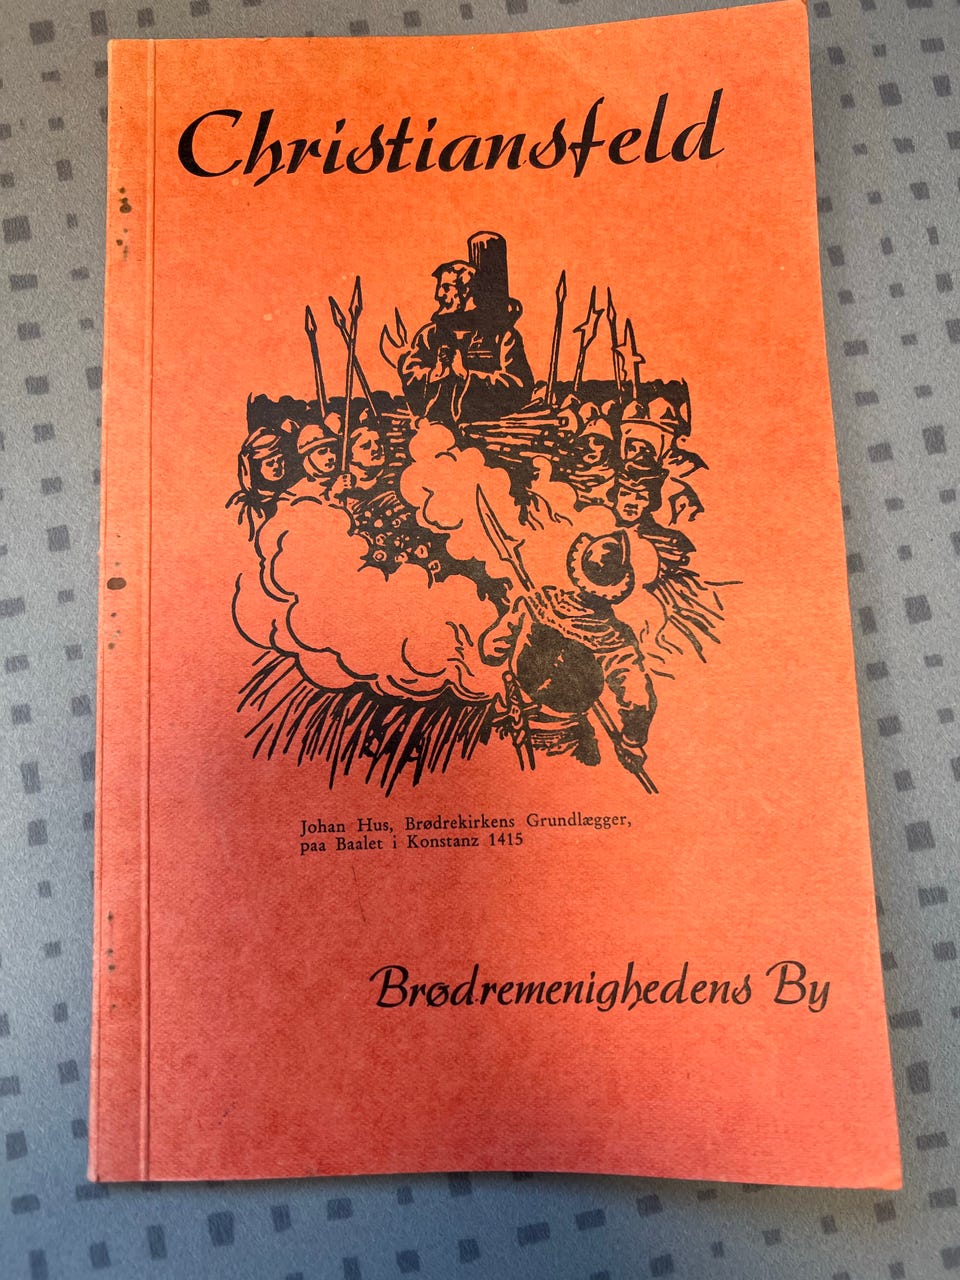 Christiansfeld
Johan Hus, Brødrekirkens Grundlægger,
paa Baalet i Konstanz 1415
Brødremenighedens By